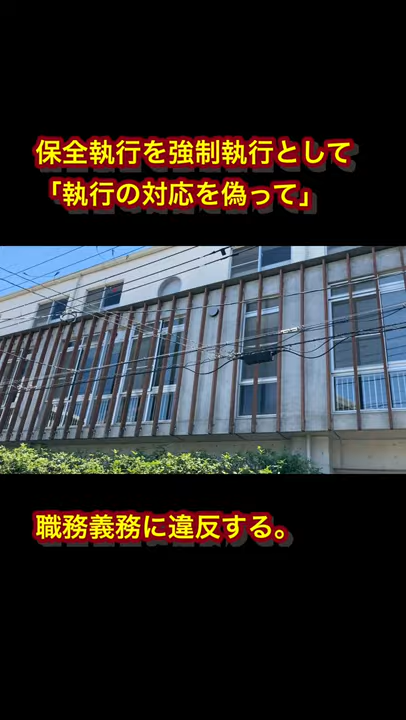 保全執行を強制執行として
「執行の対応を偽って」
職務義務に違反する。